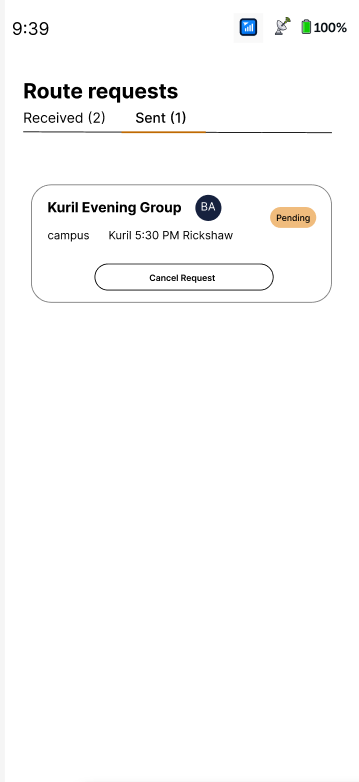 9:39 100%
Route requests
Received (2) Sent (1)
Kuril Evening Group BA
Pending
campus Kuril 5:30 PM Rickshaw
Cancel Request